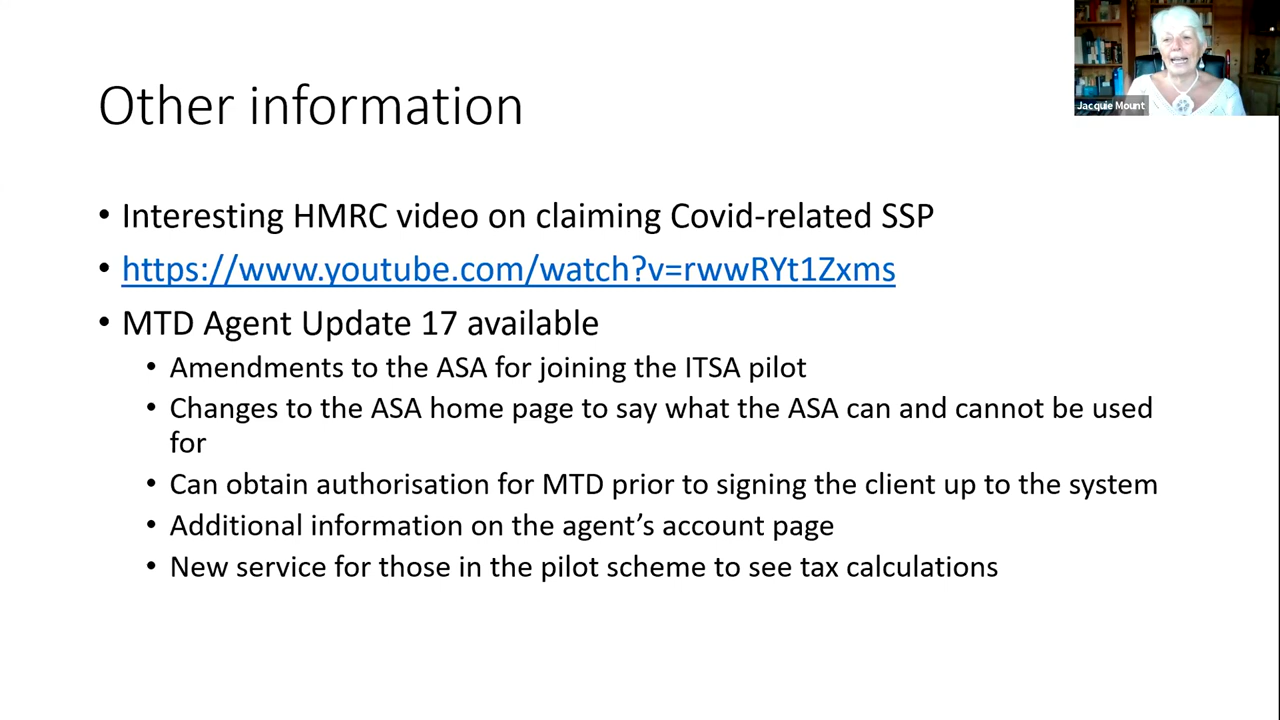 Other information
• Interesting HMRC video on claiming Covid-related SSP
• https://www.youtube.com/watch?v=rwwRYt1Zxms
• MTD Agent Update 17 available
• Amendments to the ASA for joining the ITSA pilot
• Changes to the ASA home page to say what the ASA can and cannot be used
for
• Can obtain authorisation for MTD prior to signing the client up to the system
• Additional information on the agent’s account page
• New service for those in the pilot scheme to see tax calculations
Jacquie Mount